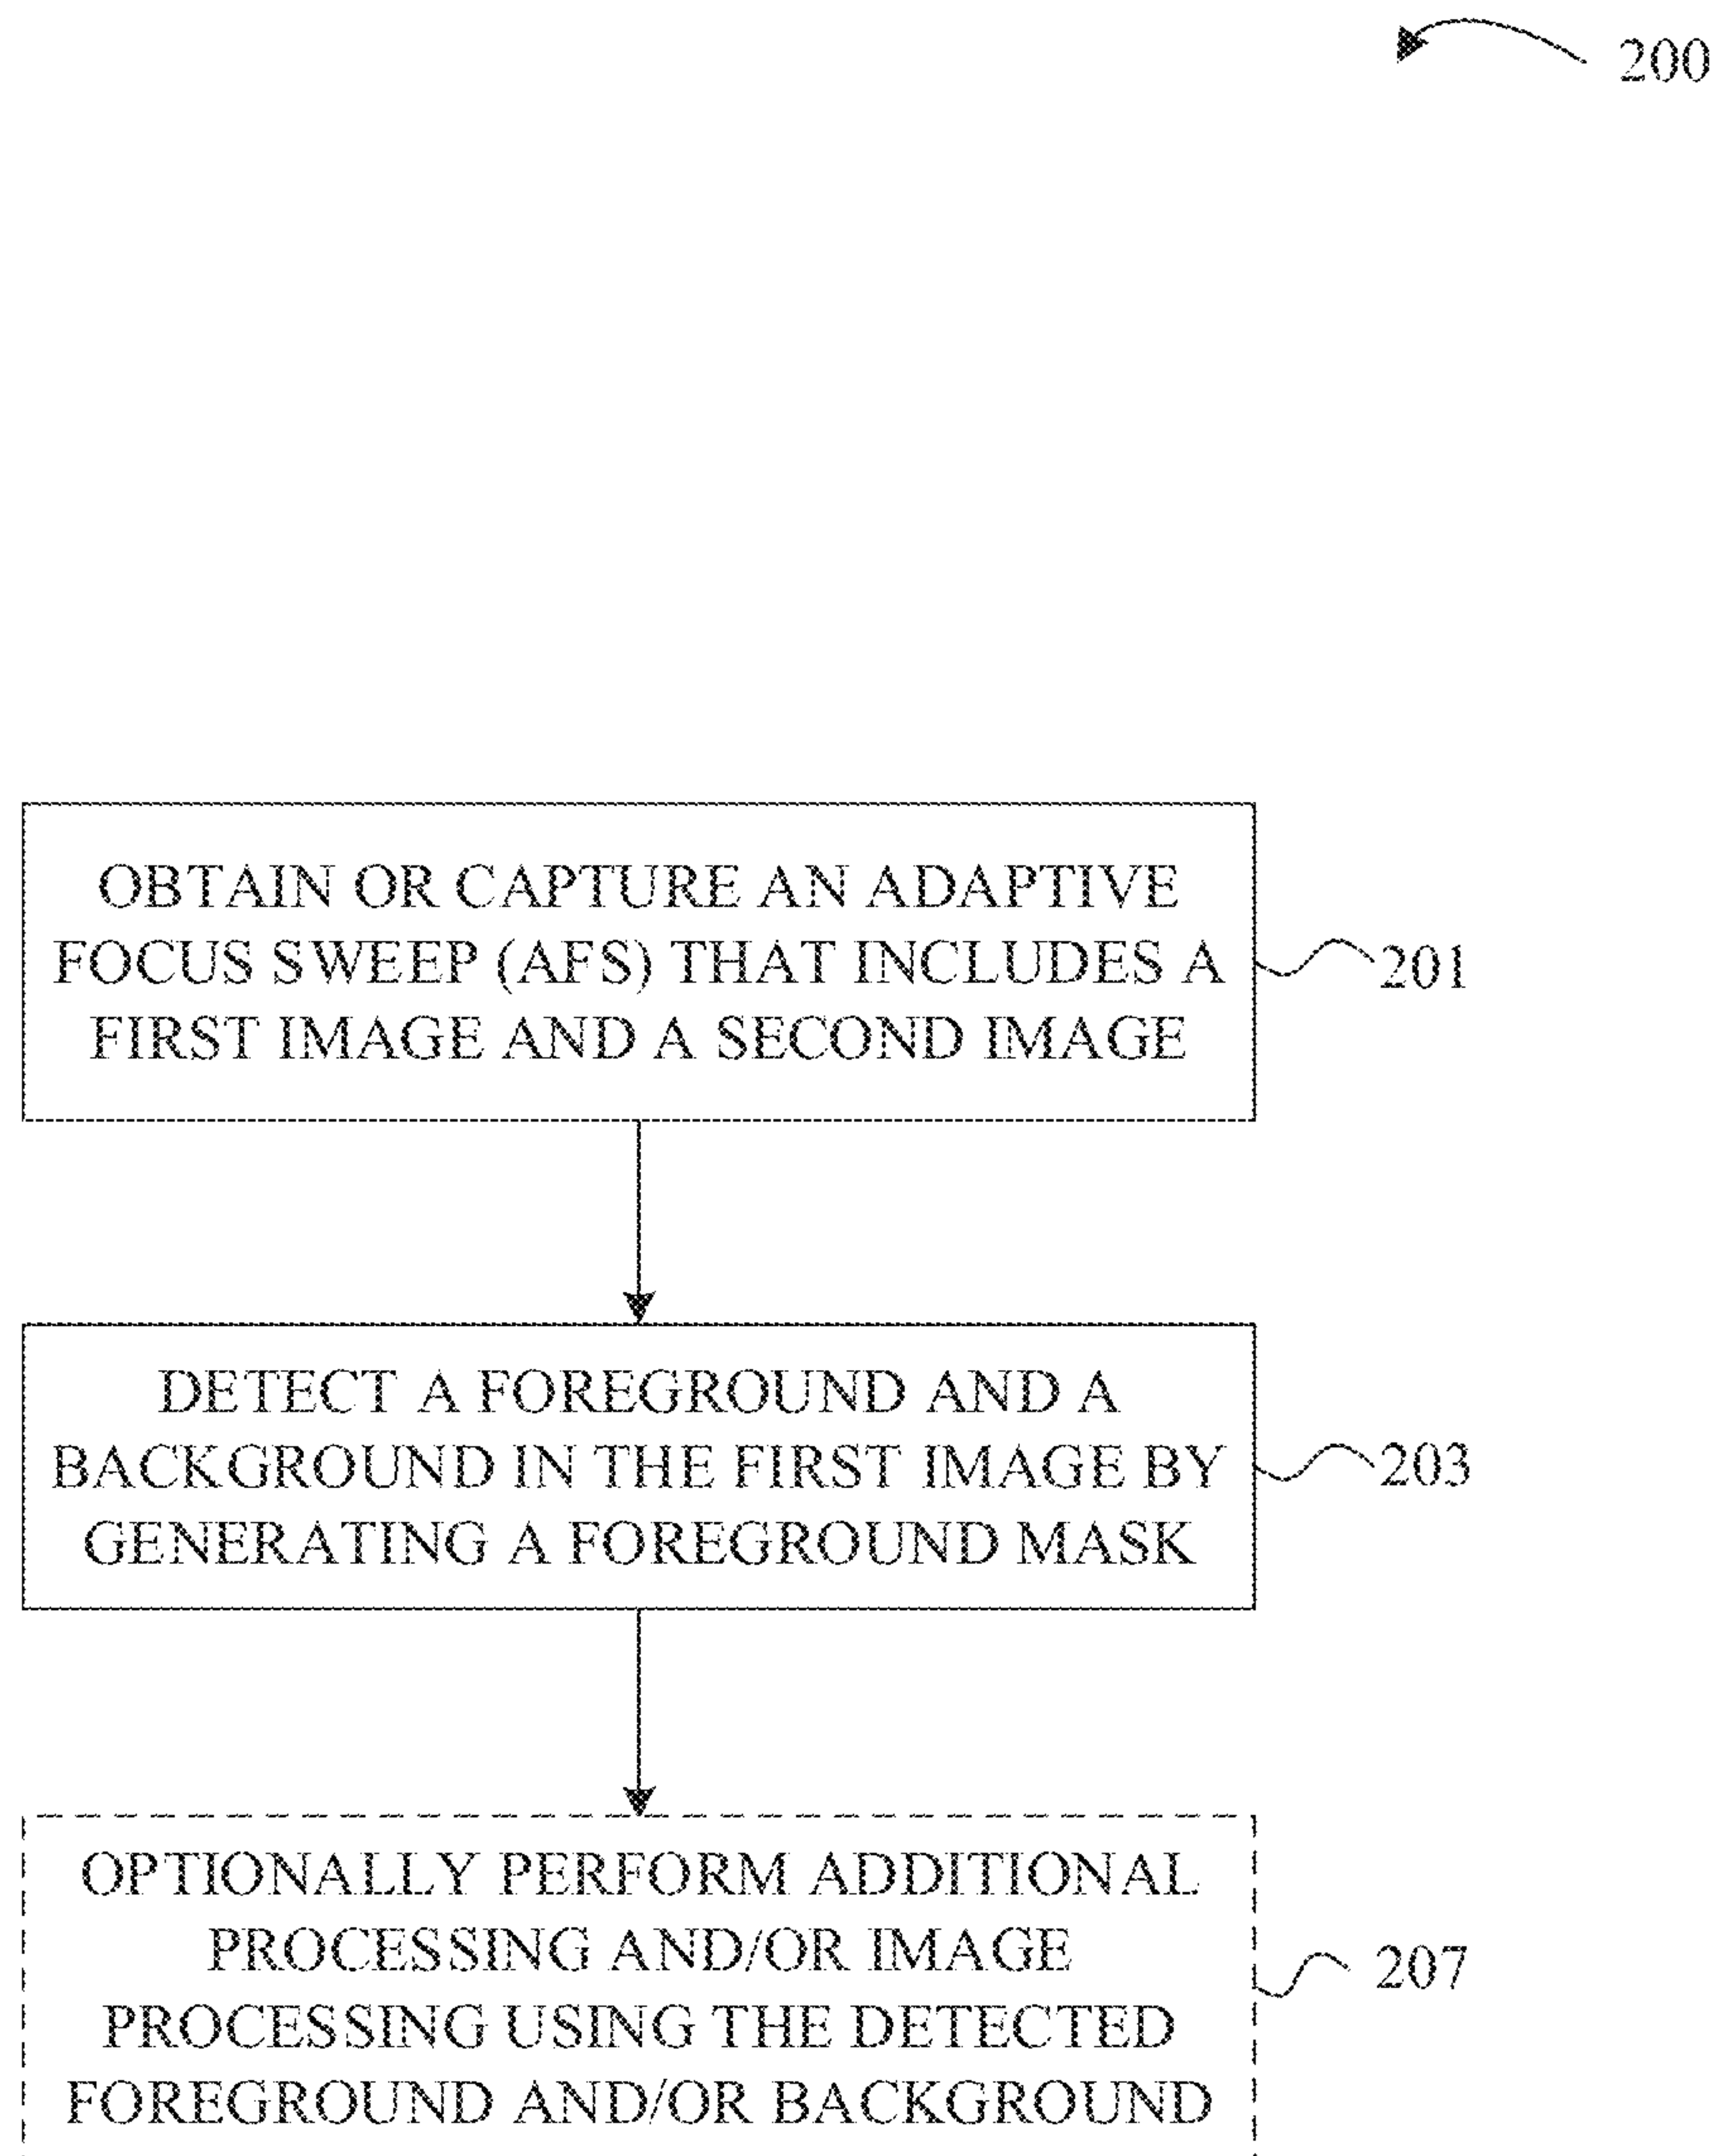 200
OBTAIN OR CAPTURE AN ADAPTIVE
FOCUS SWEEP (AFS) THAT INCLUDES A
FIRST IMAGE AND A SECOND IMAGE
201
DETECT A FOREGROUND AND A
BACKGROUND IN THE FIRST IMAGE BY
GENERATING A FOREGROUND MASK
203
OPTIONALLY PERFORM ADDITIONAL
PROCESSING AND/OR IMAGE
PROCESSING USING THE DETECTED
FOREGROUND AND/OR BACKGROUND
207